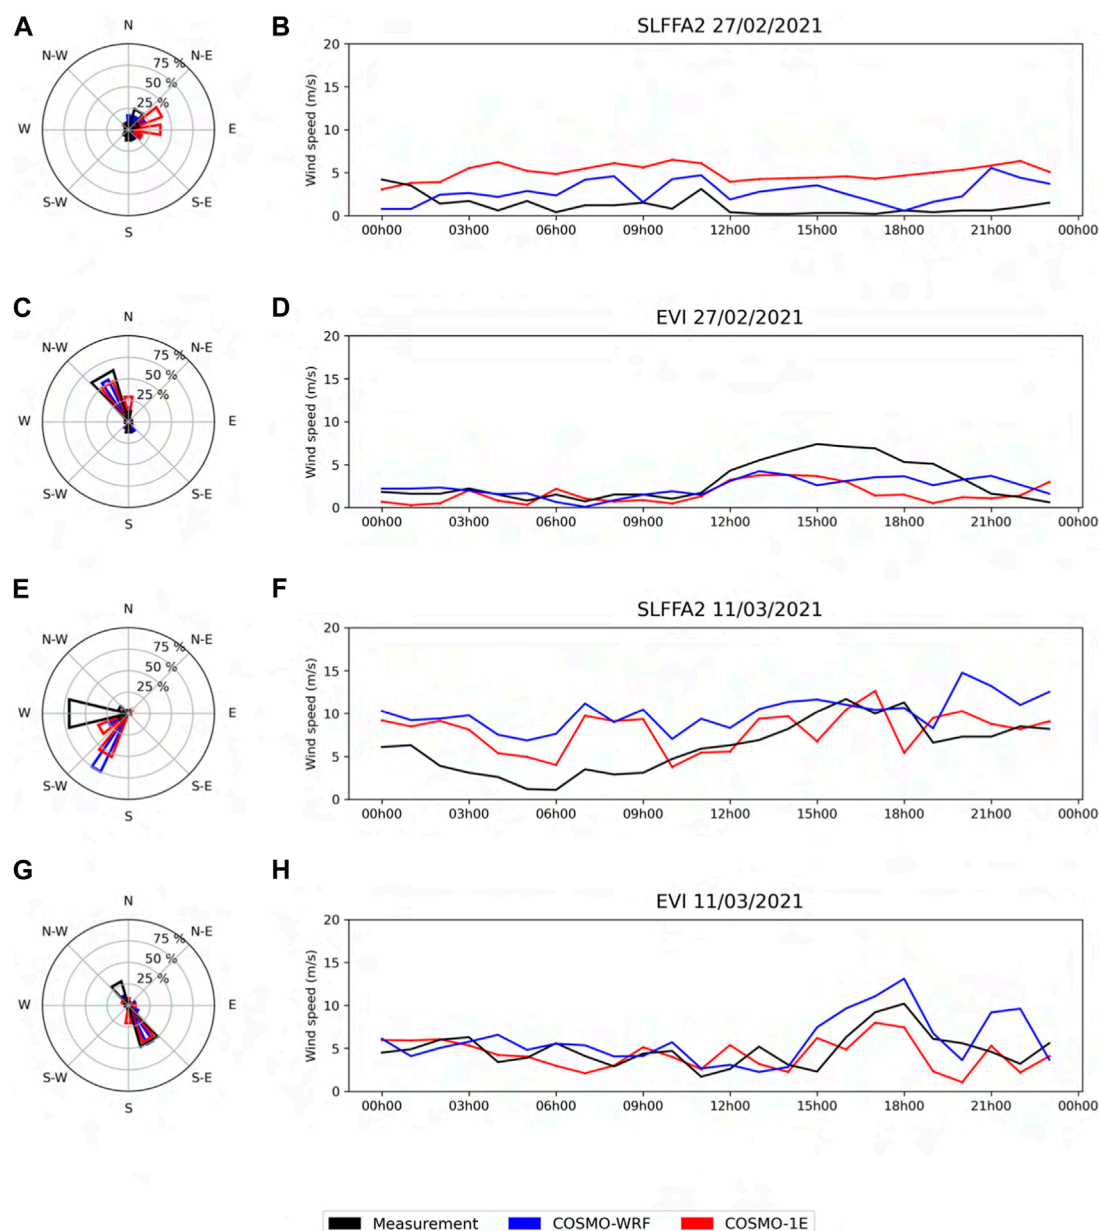 A
N
N-W
N-E
75 %
50 %
25 %
W
E
S-W
S-E
S
B
SLFFA2 27/02/2021
Wind speed (m/s)
20
15
10
5
0
00h00 03h00 06h00 09h00 12h00 15h00 18h00 21h00 00h00
C
N
N-W
N-E
75 %
50 %
25 %
W
E
S-W
S-E
S
D
EVI 27/02/2021
Wind speed (m/s)
20
15
10
5
0
00h00 03h00 06h00 09h00 12h00 15h00 18h00 21h00 00h00
E
N
N-W
N-E
75 %
50 %
25 %
W
E
S-W
S-E
S
F
SLFFA2 11/03/2021
Wind speed (m/s)
20
15
10
5
0
00h00 03h00 06h00 09h00 12h00 15h00 18h00 21h00 00h00
G
N
N-W
N-E
75 %
50 %
25 %
W
E
S-W
S-E
S
H
EVI 11/03/2021
Wind speed (m/s)
20
15
10
5
0
00h00 03h00 06h00 09h00 12h00 15h00 18h00 21h00 00h00
Measurement COSMO-WRF COSMO-1E